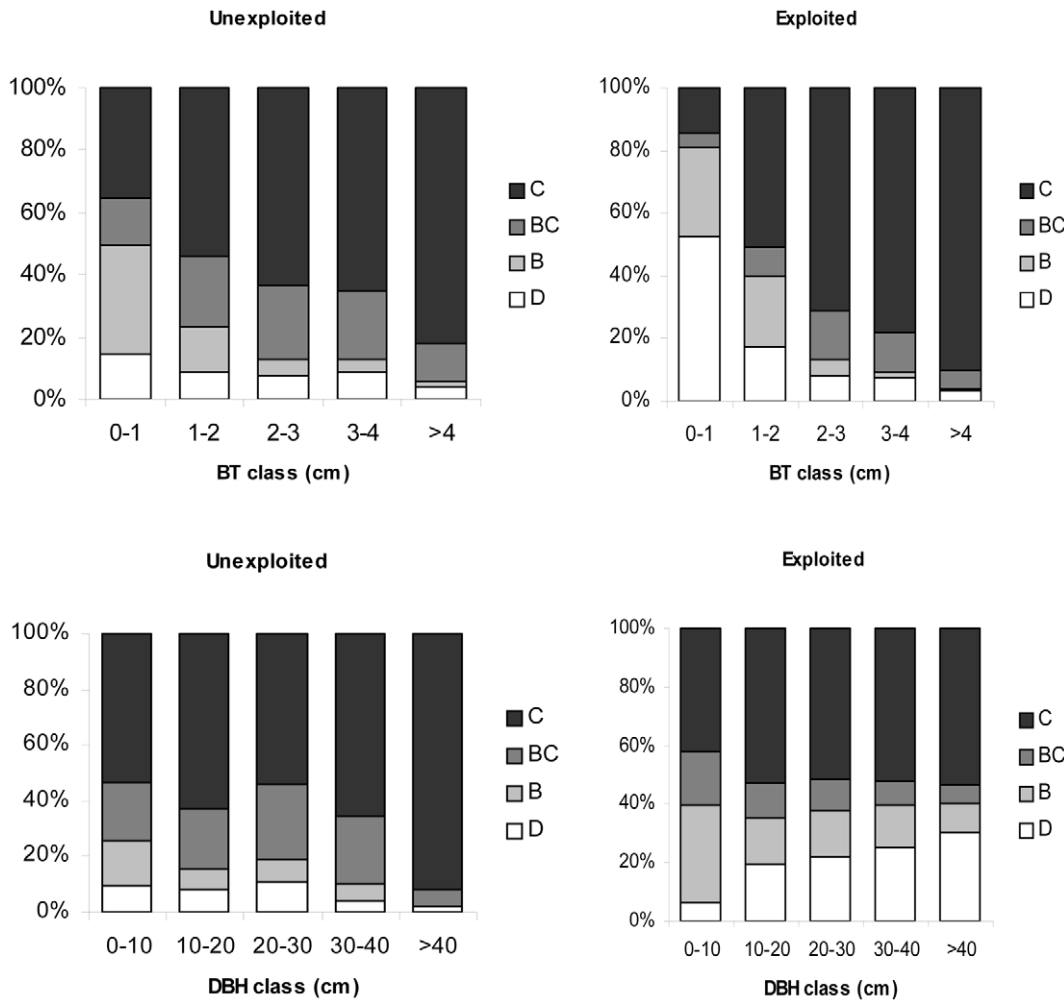 Unexploited
100%
80%
60%
40%
20%
0%
0-1 1-2 2-3 3-4 >4
BT class (cm)
C
BC
B
D
Exploited
100%
80%
60%
40%
20%
0%
0-1 1-2 2-3 3-4 >4
BT class (cm)
C
BC
B
D
Unexploited
100%
80%
60%
40%
20%
0%
0-10 10-20 20-30 30-40 >40
DBH class (cm)
C
BC
B
D
Exploited
100%
80%
60%
40%
20%
0%
0-10 10-20 20-30 30-40 >40
DBH class (cm)
C
BC
B
D